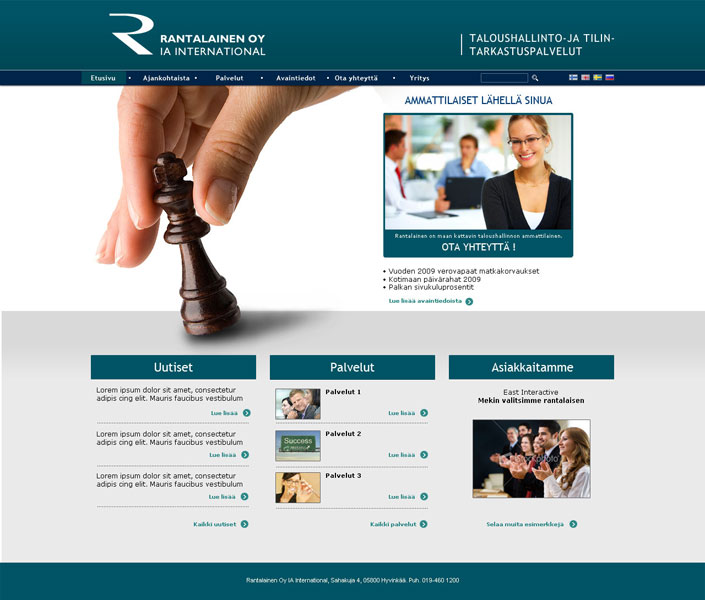 RANTALAINEN OY
IA INTERNATIONAL
TALOUSHALLINTO-JA TILIN-
TARKASTUSPALVELUT
Etusivu • Ajankohtaista • Palvelut • Avaintiedot • Ota yhteyttä • Yritys
AMMATTILAISET LÄHELLÄ SINUA
Rantalainen on maan kattavin taloushallinnon ammattilainen.
OTA YHTEYTTÄ !
• Vuoden 2009 verovapaat matkakorvaukset
• Kotimaan päivärahat 2009
• Palkan sivukuluprosentit
Lue lisää avaintiedoista
Uutiset
Lorem ipsum dolor sit amet, consectetur
adipis cing elit. Mauris faucibus vestibulum
Lue lisää
Lorem ipsum dolor sit amet, consectetur
adipis cing elit. Mauris faucibus vestibulum
Lue lisää
Lorem ipsum dolor sit amet, consectetur
adipis cing elit. Mauris faucibus vestibulum
Lue lisää
Kaikki uutiset
Palvelut
Palvelut 1
Lue lisää
Success
Palvelut 2
Lue lisää
Palvelut 3
Lue lisää
Kaikki palvelut
Asiakkaitamme
East Interactive
Mekin valitsimme rantalaisen
Selaa muita esimerkkejä
Rantalainen Oy IA International, Sahakuja 4, 05800 Hyvinkää. Puh. 019-460 1200